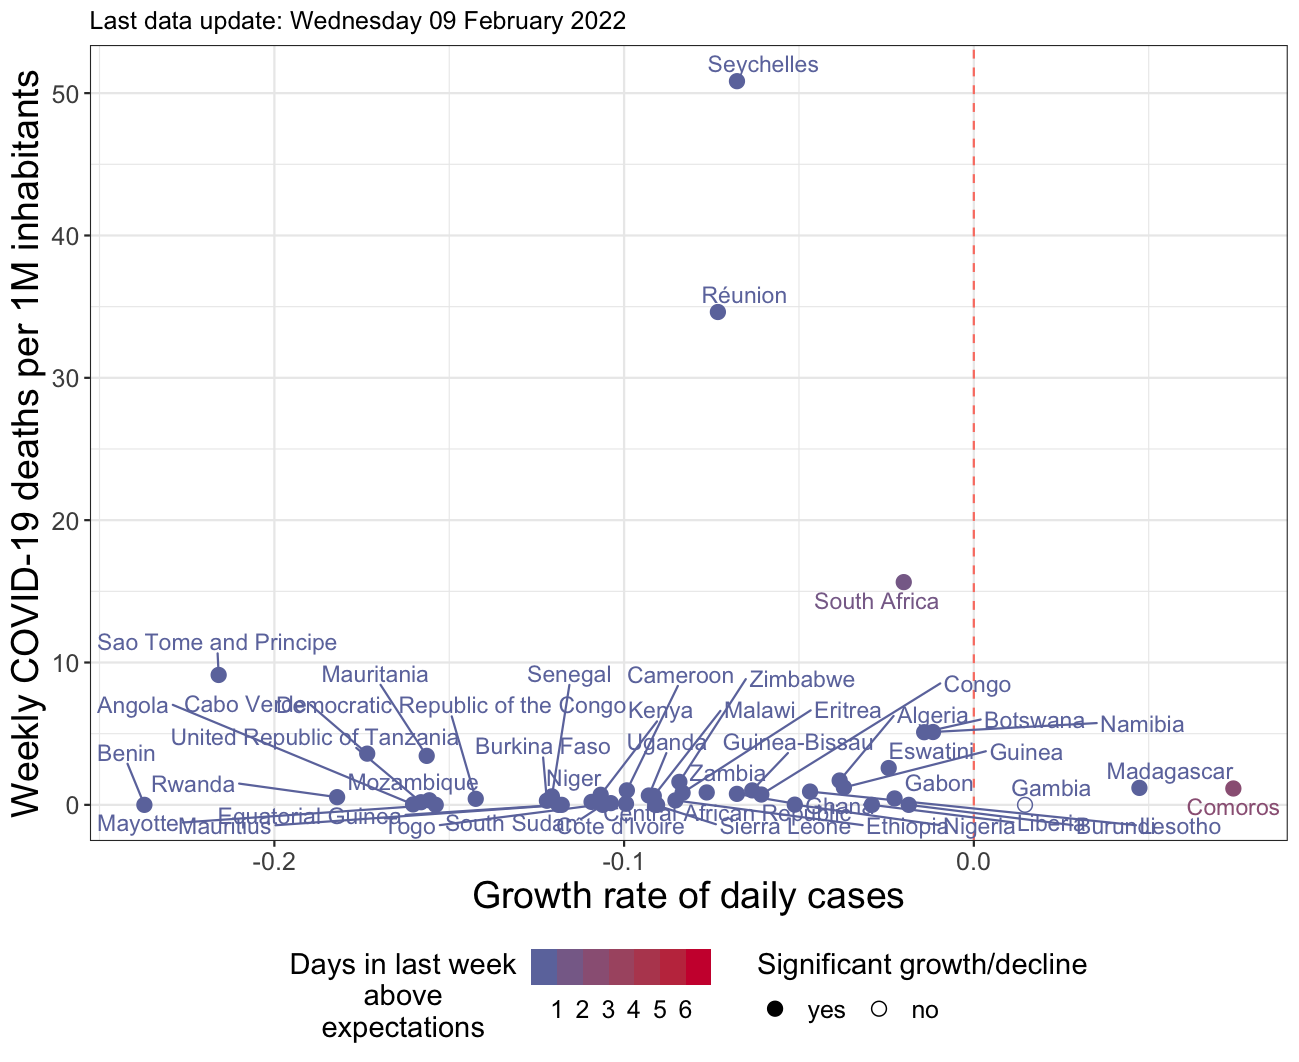 Last data update: Wednesday 09 February 2022
Weekly COVID-19 deaths per 1M inhabitants
50
40
30
20
10
0
Seychelles
Réunion
South Africa
Sao Tome and Principe
Mauritania
Senegal
Cameroon
Zimbabwe
Congo
Angola
Cabo Verde
Democratic Republic of the Congo
Kenya
Malawi
Eritrea
Algeria
Botswana
Namibia
United Republic of Tanzania
Burkina Faso
Uganda
Guinea-Bissau
Eswatini
Guinea
Benin
Rwanda
Mozambique
Niger
Zambia
Gabon
Gambia
Madagascar
Comoros
Equatorial Guinea
Central African Republic
Ghana
Mayotte
Mauritius
Togo
South Sudan
Côte d'Ivoire
Sierra Leone
Ethiopia
Nigeria
Liberia
Burundi
Lesotho
-0.2
-0.1
0.0
Growth rate of daily cases
Days in last week
above
expectations
1 2 3 4 5 6
Significant growth/decline
yes
no